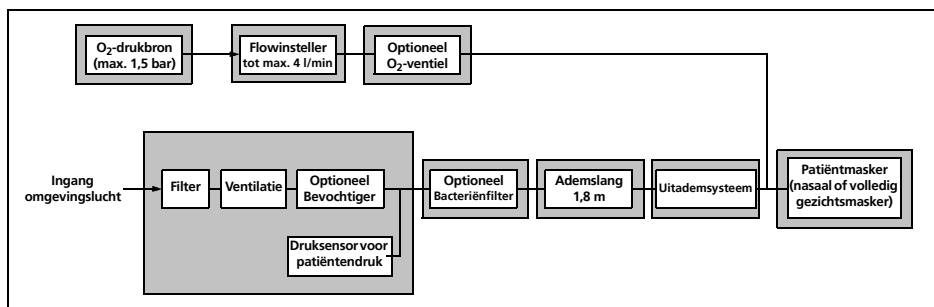 O2-drukbron
(max. 1,5 bar)
Flowinsteller
tot max. 4 l/min
Optioneel
O2-ventiel
Ingang
omgevingslucht
Filter
Ventilatie
Optioneel
Bevochtiger
Druksensor voor
patiëntendruk
Optioneel
Bacteriënfilter
Ademslang
1,8 m
Uitademsysteem
Patiëntmasker
(nasaal of volledig
gezichtsmasker)